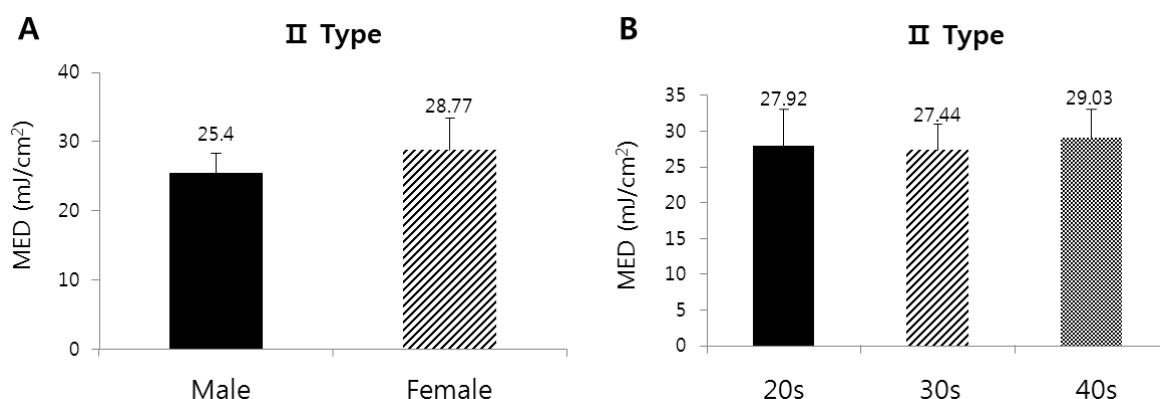 A
Ⅱ Type
MED (mJ/cm²)
40
30
20
10
0
25.4
28.77
Male
Female
B
Ⅱ Type
MED (mJ/cm²)
35
30
25
20
15
10
5
0
27.92
27.44
29.03
20s
30s
40s